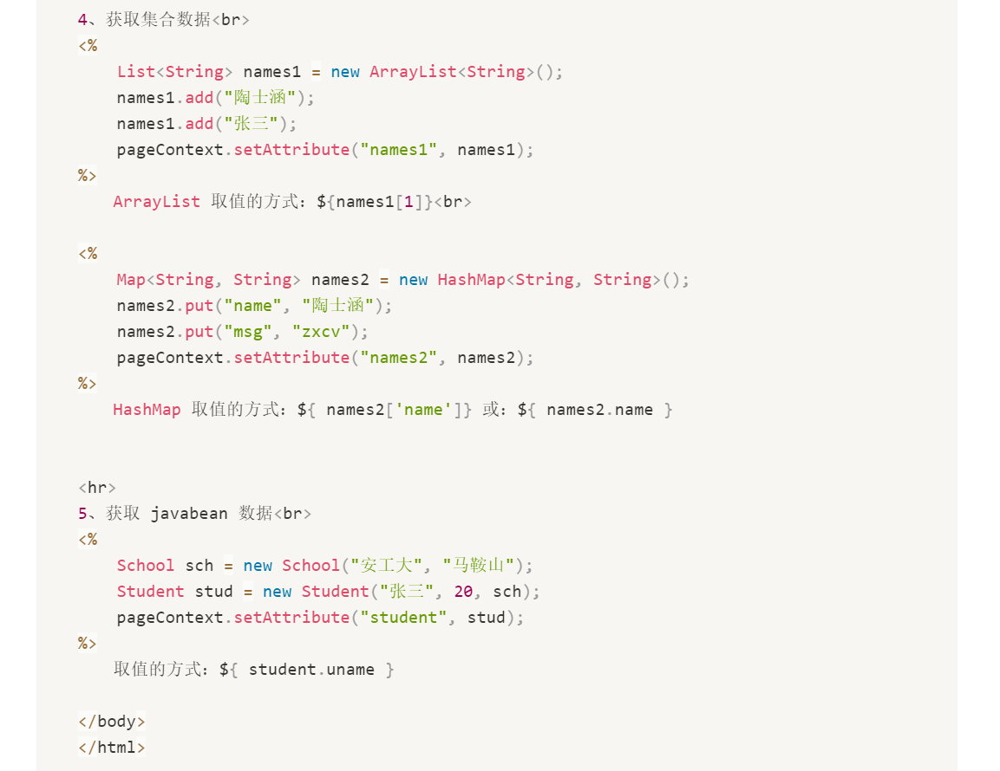 4、获取集合数据<br>
<%
List<String> names1 = new ArrayList<String>();
names1.add("陶士涵");
names1.add("张三");
pageContext.setAttribute("names1", names1);
%>
ArrayList 取值的方式：${names1[1]}<br>
<%
Map<String, String> names2 = new HashMap<String, String>();
names2.put("name", "陶士涵");
names2.put("msg", "zxcv");
pageContext.setAttribute("names2", names2);
%>
HashMap 取值的方式：${ names2['name']} 或：${ names2.name }
<hr>
5、获取 javabean 数据<br>
<%
School sch = new School("安工大", "马鞍山");
Student stud = new Student("张三", 20, sch);
pageContext.setAttribute("student", stud);
%>
取值的方式：${ student.uname }
</body>
</html>